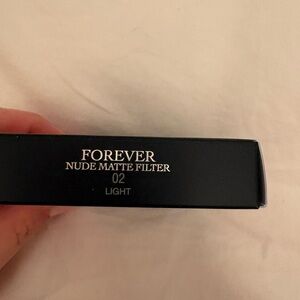 FOREVER
NUDE MATTE FILTER
02
LIGHT